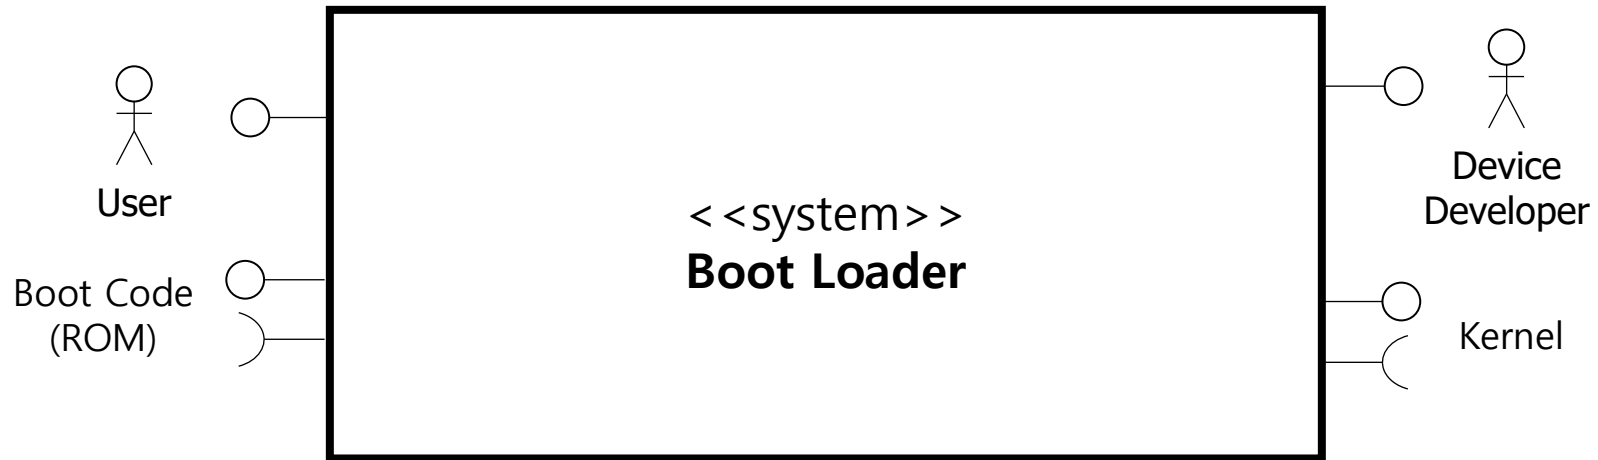 User
Boot Code
(ROM)
<<system>>
Boot Loader
Device
Developer
Kernel